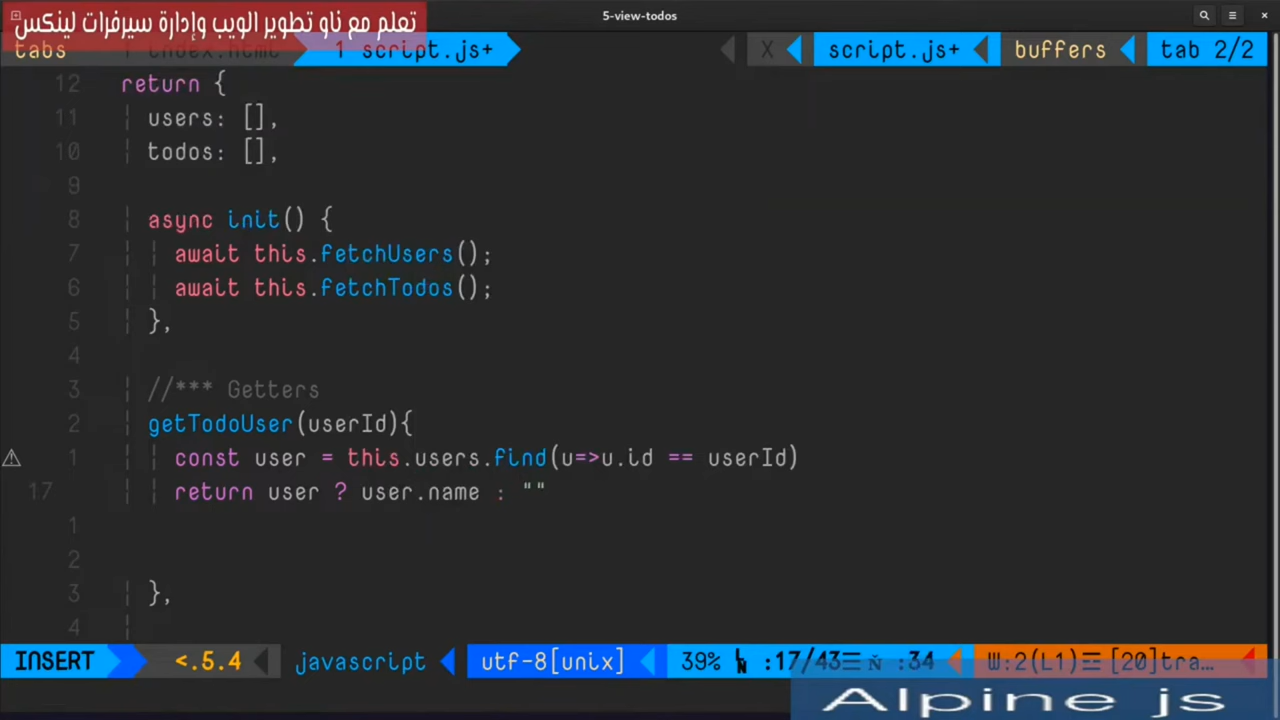 5-view-todos
تعلم مع ناو تطوير الويب وإدارة سيرفرات لينكس
tabs index.html 1 script.js+ X script.js+ buffers tab 2/2
12 return {
11 users: [],
10 todos: [],
9
8 async init() {
7 await this.fetchUsers();
6 await this.fetchTodos();
5 },
4
3 //*** Getters
2 getTodoUser(userId){
⚠ 1 const user = this.users.find(u=>u.id == userId)
17 return user ? user.name : ""
1
2
3 },
4
INSERT <.5.4 javascript utf-8[unix] 39% :17/43☰ :34 W:2(L1) [20]tra…
Alpine js